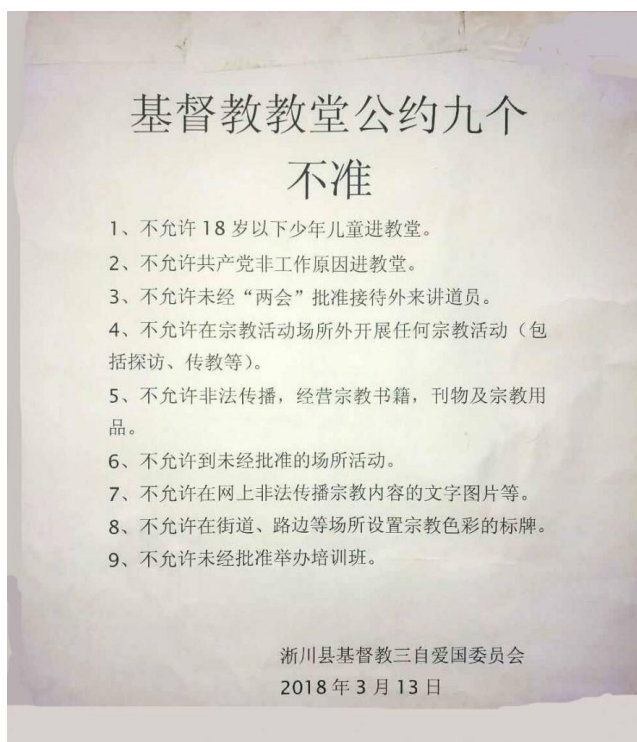 基督教教堂公约九个
不准
1、不允许 18 岁以下少年儿童进教堂。
2、不允许共产党非工作原因进教堂。
3、不允许未经“两会”批准接待外来讲道员。
4、不允许在宗教活动场所外开展任何宗教活动（包
括探访、传教等）。
5、不允许非法传播，经营宗教书籍，刊物及宗教用
品。
6、不允许到未经批准的场所活动。
7、不允许在网上非法传播宗教内容的文字图片等。
8、不允许在街道、路边等场所设置宗教色彩的标牌。
9、不允许未经批准举办培训班。
淅川县基督教三自爱国委员会
2018 年 3 月 13 日